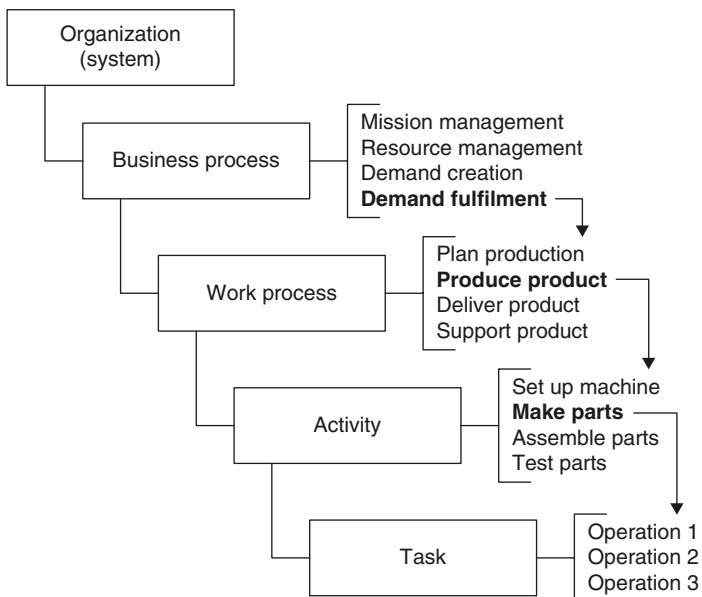 Organization
(system)
Business process
Mission management
Resource management
Demand creation
Demand fulfilment
Work process
Plan production
Produce product
Deliver product
Support product
Activity
Set up machine
Make parts
Assemble parts
Test parts
Task
Operation 1
Operation 2
Operation 3